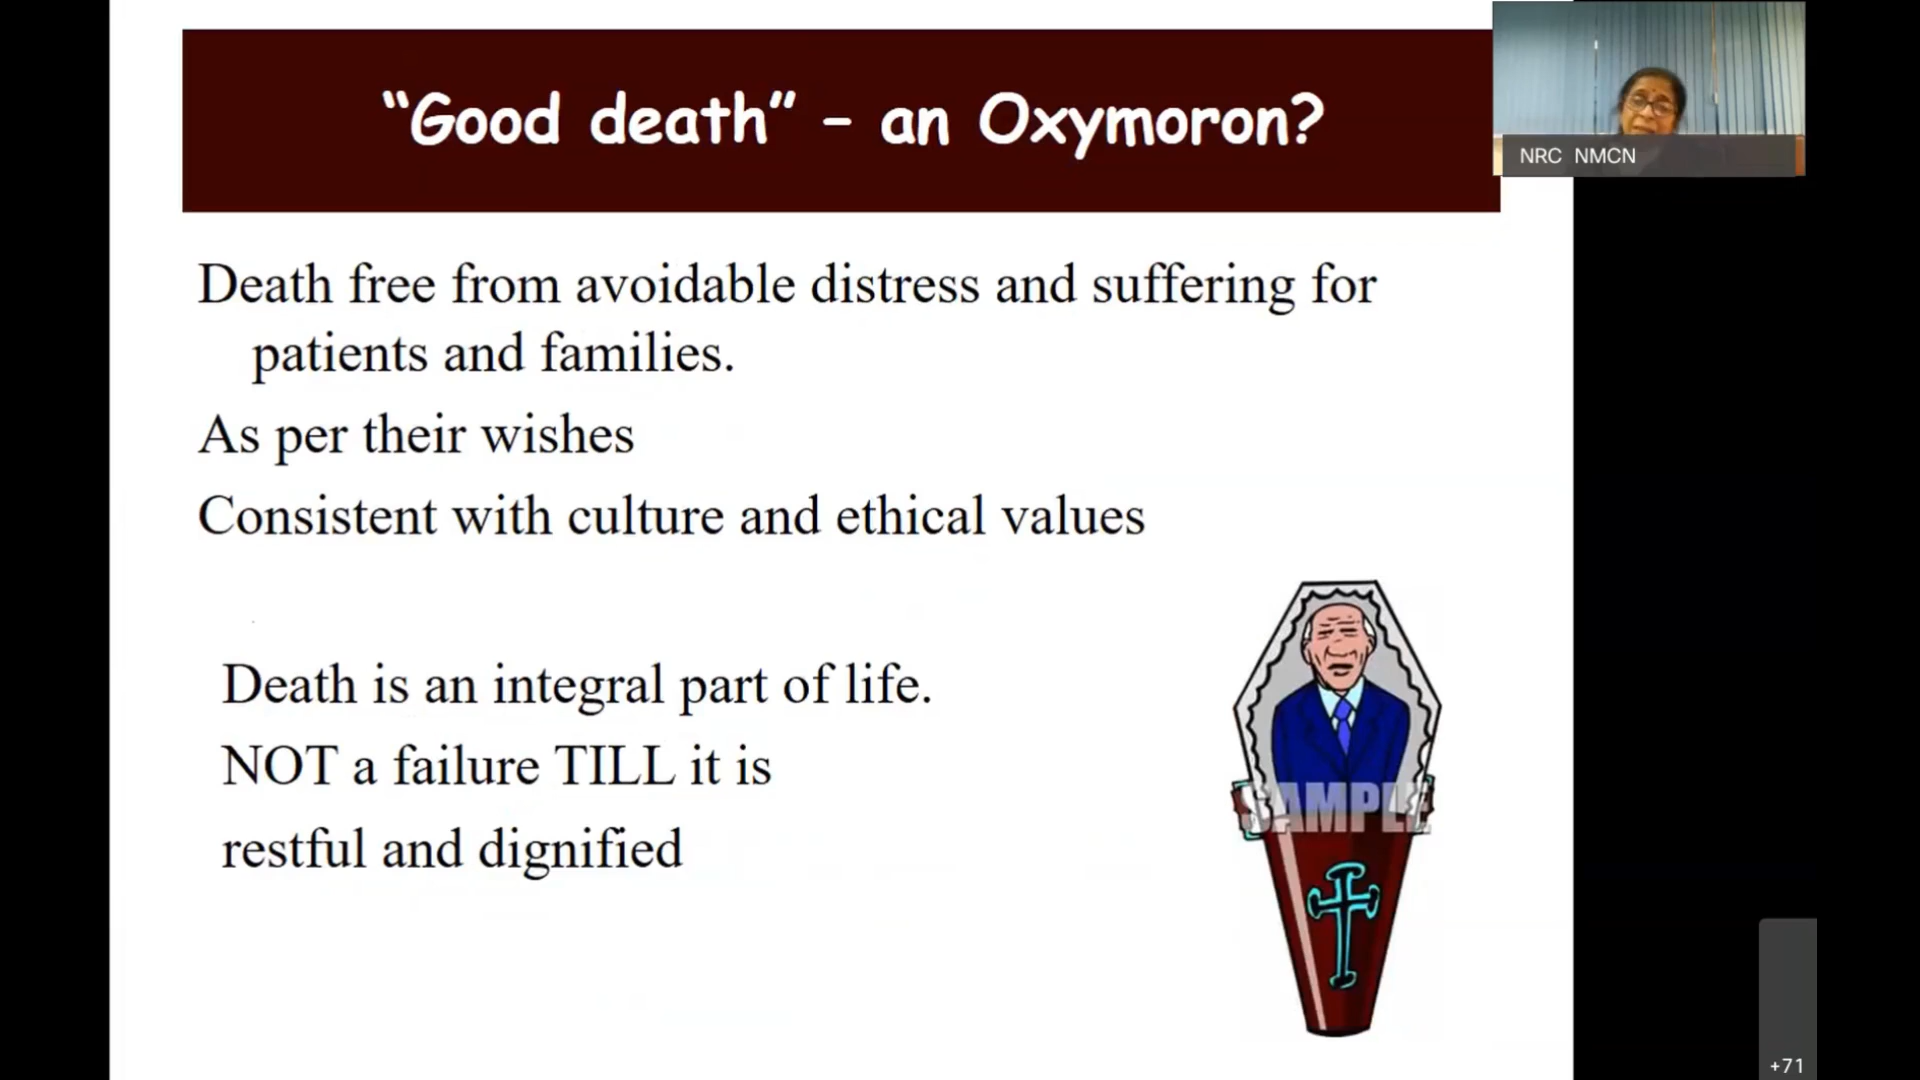 “Good death” – an Oxymoron?
NRC NMCN
Death free from avoidable distress and suffering for
patients and families.
As per their wishes
Consistent with culture and ethical values
Death is an integral part of life.
NOT a failure TILL it is
restful and dignified
SAMPLE
+71